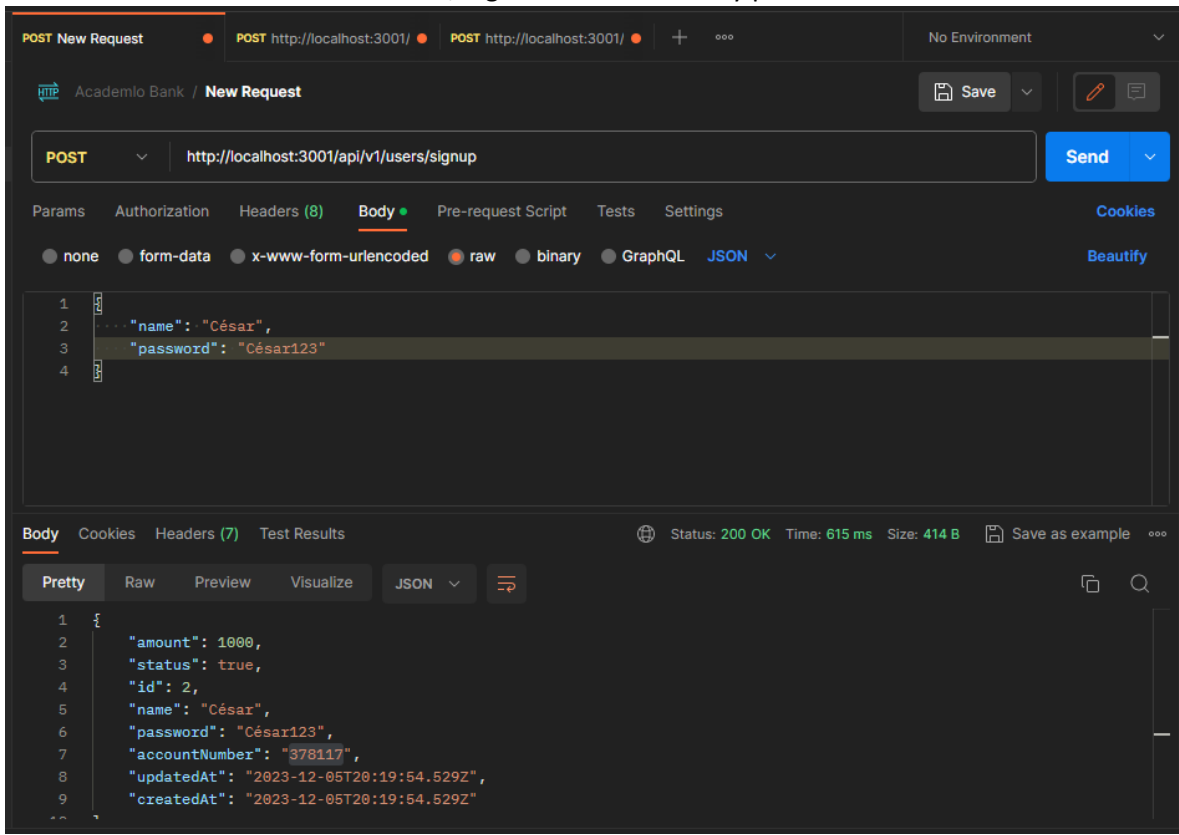 POST New Request POST http://localhost:3001/ POST http://localhost:3001/ + ooo No Environment
HTTP Academlo Bank / New Request Save
POST http://localhost:3001/api/v1/users/signup Send
Params Authorization Headers (8) Body Pre-request Script Tests Settings Cookies
none form-data x-www-form-urlencoded raw binary GraphQL JSON Beautify
1 {
2 "name": "César",
3 "password": "César123"
4 }
Body Cookies Headers (7) Test Results Status: 200 OK Time: 615 ms Size: 414 B Save as example ooo
Pretty Raw Preview Visualize JSON
1 {
2 "amount": 1000,
3 "status": true,
4 "id": 2,
5 "name": "César",
6 "password": "César123",
7 "accountNumber": "378117",
8 "updatedAt": "2023-12-05T20:19:54.529Z",
9 "createdAt": "2023-12-05T20:19:54.529Z"